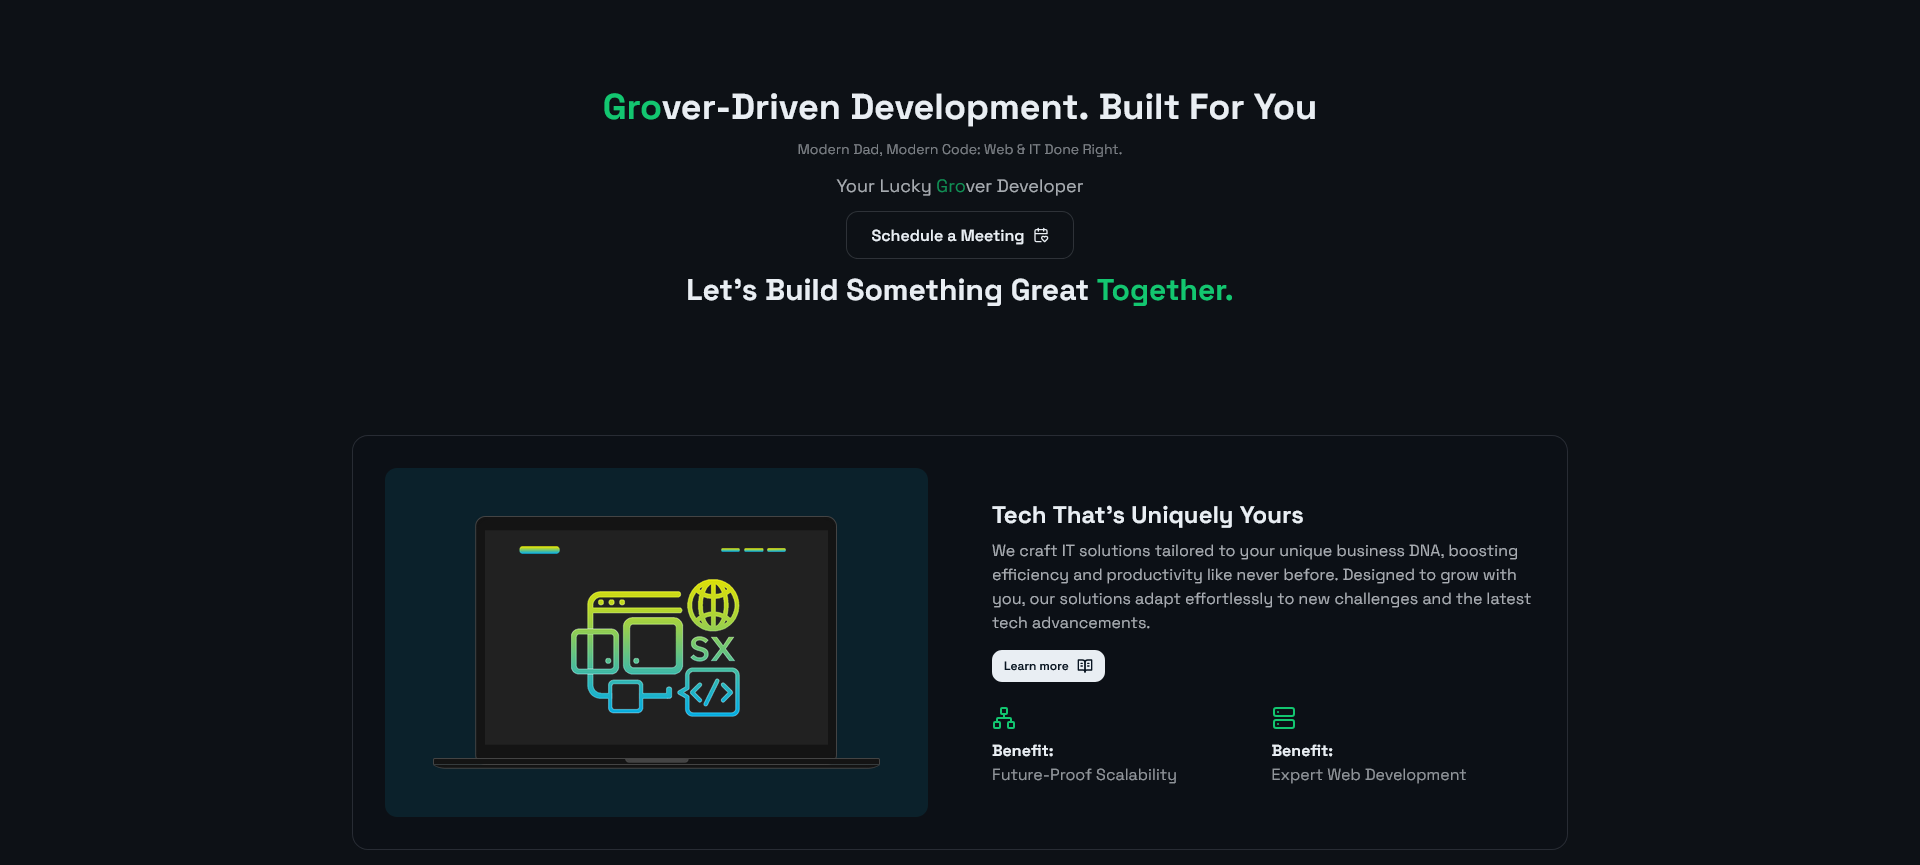 Grover-Driven Development. Built For You
Modern Dad, Modern Code: Web & IT Done Right.
Your Lucky Grover Developer
Schedule a Meeting
Let's Build Something Great Together.
SX
</>
Tech That's Uniquely Yours
We craft IT solutions tailored to your unique business DNA, boosting
efficiency and productivity like never before. Designed to grow with
you, our solutions adapt effortlessly to new challenges and the latest
tech advancements.
Learn more
Benefit:
Future-Proof Scalability
Benefit:
Expert Web Development